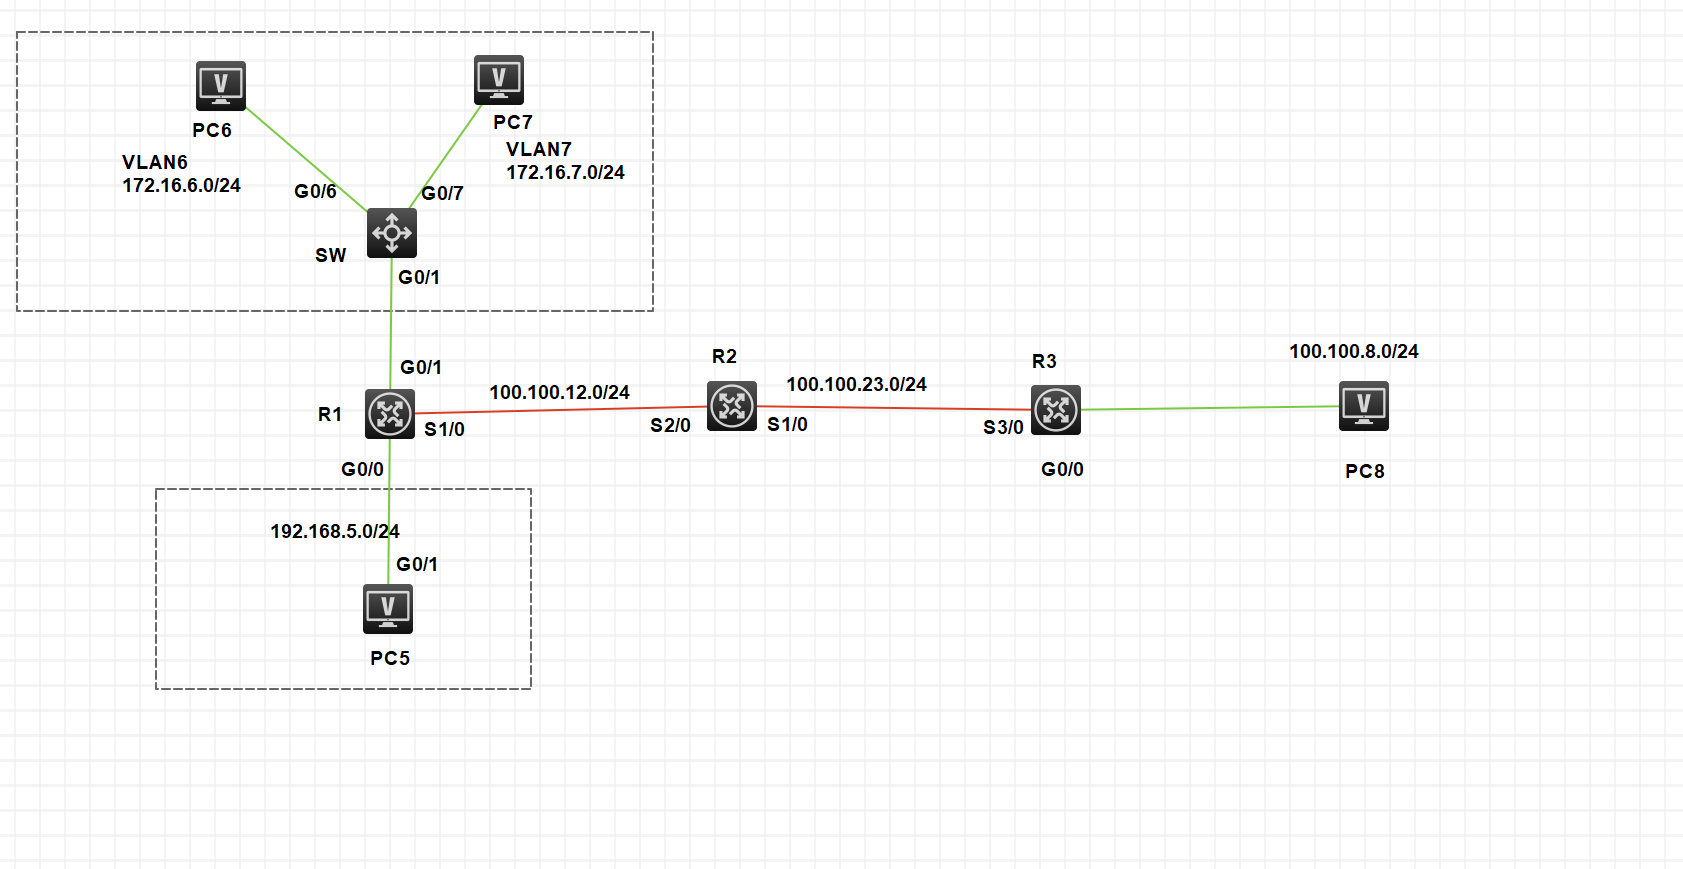 PC6
PC7
VLAN6
172.16.6.0/24
VLAN7
172.16.7.0/24
G0/6
G0/7
SW
G0/1
G0/1
R1
S1/0
G0/0
100.100.12.0/24
R2
S2/0
S1/0
100.100.23.0/24
R3
S3/0
G0/0
100.100.8.0/24
PC8
192.168.5.0/24
G0/1
PC5
V
V
V
V